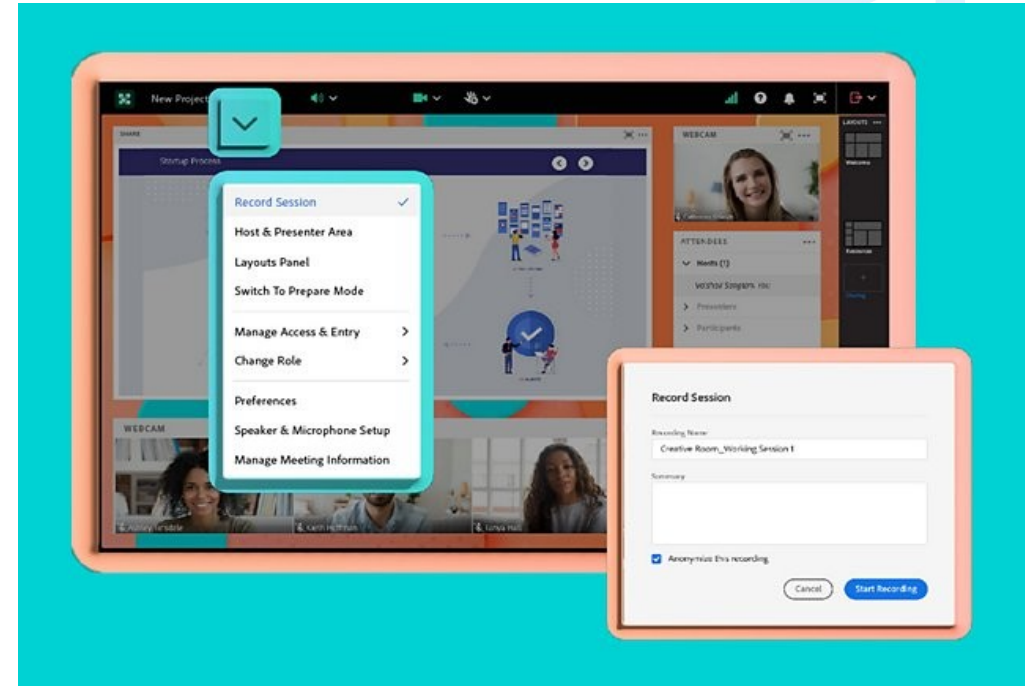 New Project
SHARE
Startup Process
WEBCAM
LAYOUTS
Welcome
ATTENDEES
Hosts (1)
Presenters
Participants
Record Session
Host & Presenter Area
Layouts Panel
Switch To Prepare Mode
Manage Access & Entry
Change Role
Preferences
Speaker & Microphone Setup
Manage Meeting Information
WEBCAM
Tanya Hall
Record Session
Recording Name
Creative Room_Working Session 1
Summary
Anonymize this recording
Cancel
Start Recording